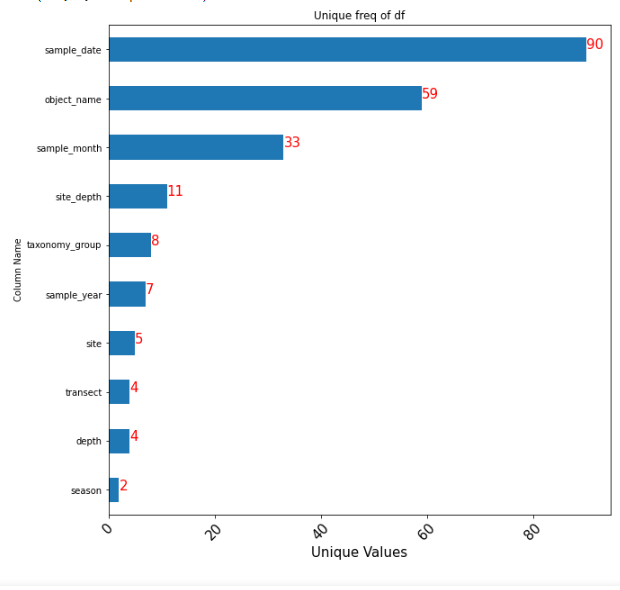 Unique freq of df
sample_date 90
object_name 59
sample_month 33
site_depth 11
taxonomy_group 8
sample_year 7
site 5
transect 4
depth 4
season 2
Column Name
0 20 40 60 80
Unique Values